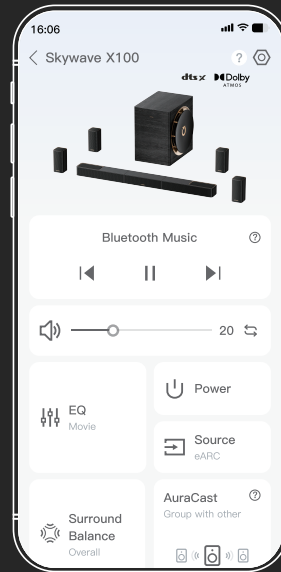 16:06
Skywave X100
?
dts X Dolby
ATMOS
Bluetooth Music ?
20
EQ
Movie
Power
Source
eARC
Surround
Balance
Overall
AuraCast ?
Group with other